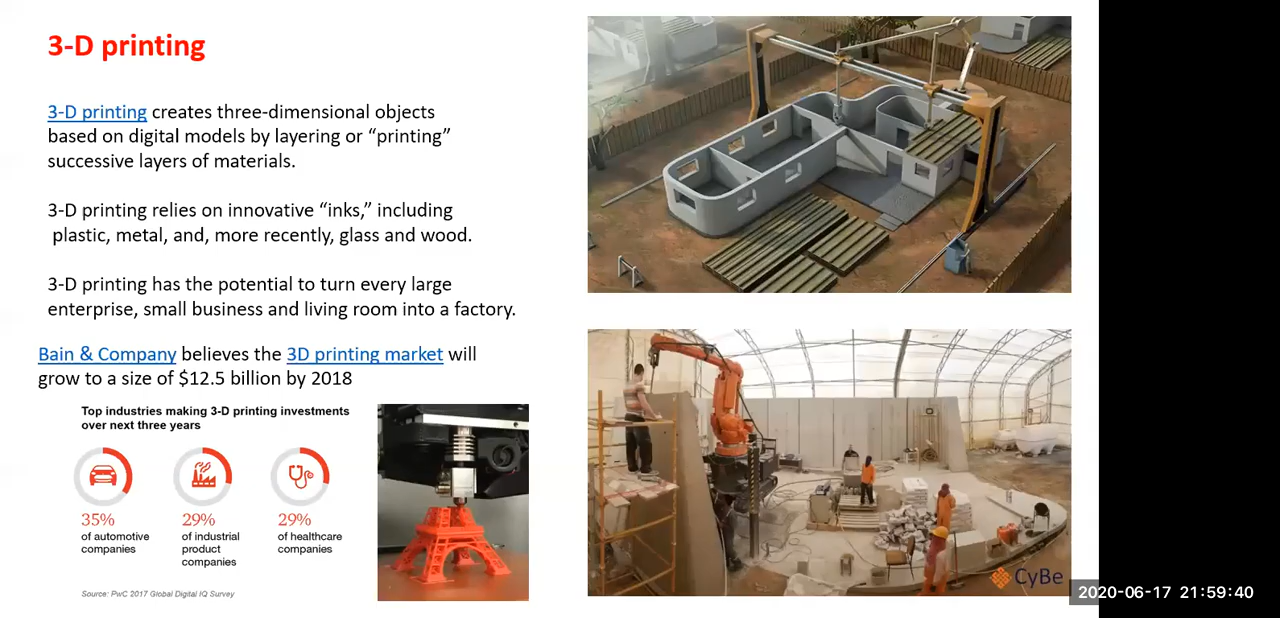 3-D printing
3-D printing creates three-dimensional objects
based on digital models by layering or “printing”
successive layers of materials.
3-D printing relies on innovative “inks,” including
plastic, metal, and, more recently, glass and wood.
3-D printing has the potential to turn every large
enterprise, small business and living room into a factory.
Bain & Company believes the 3D printing market will
grow to a size of $12.5 billion by 2018
Top industries making 3-D printing investments
over next three years
35%
of automotive
companies
29%
of industrial
product
companies
29%
of healthcare
companies
Source: PwC 2017 Global Digital IQ Survey
CyBe
2020-06-17 21:59:40